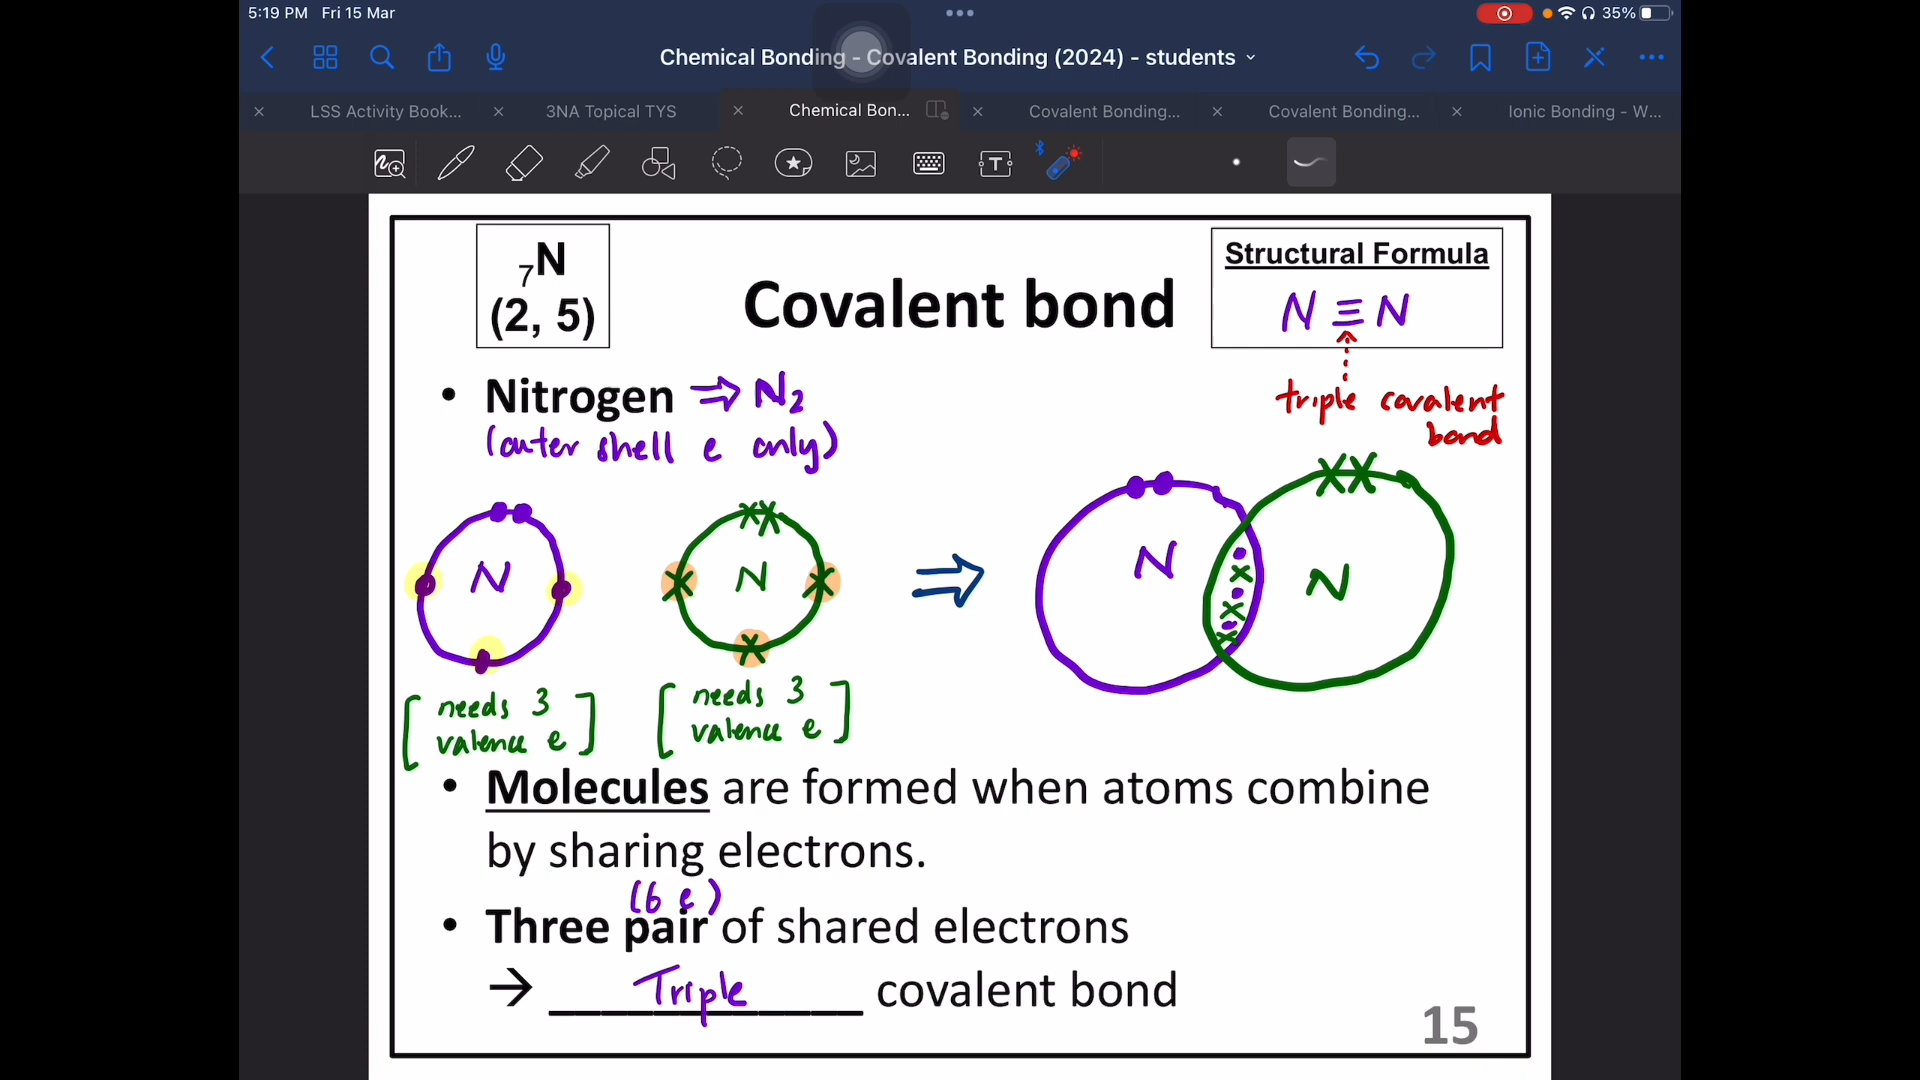 5:19 PM Fri 15 Mar
35%
Chemical Bonding - Covalent Bonding (2024) - students
LSS Activity Book...
3NA Topical TYS
Chemical Bon...
Covalent Bonding...
Covalent Bonding...
Ionic Bonding - W...
₇N
(2, 5)
Covalent bond
Structural Formula
N ≡ N
triple covalent
bond
• Nitrogen ⇒ N₂
(outer shell e only)
N
N
⇒
N
N
[needs 3
valence e]
[needs 3
valence e]
• Molecules are formed when atoms combine
by sharing electrons.
(6 e)
• Three pair of shared electrons
→ Triple covalent bond
15